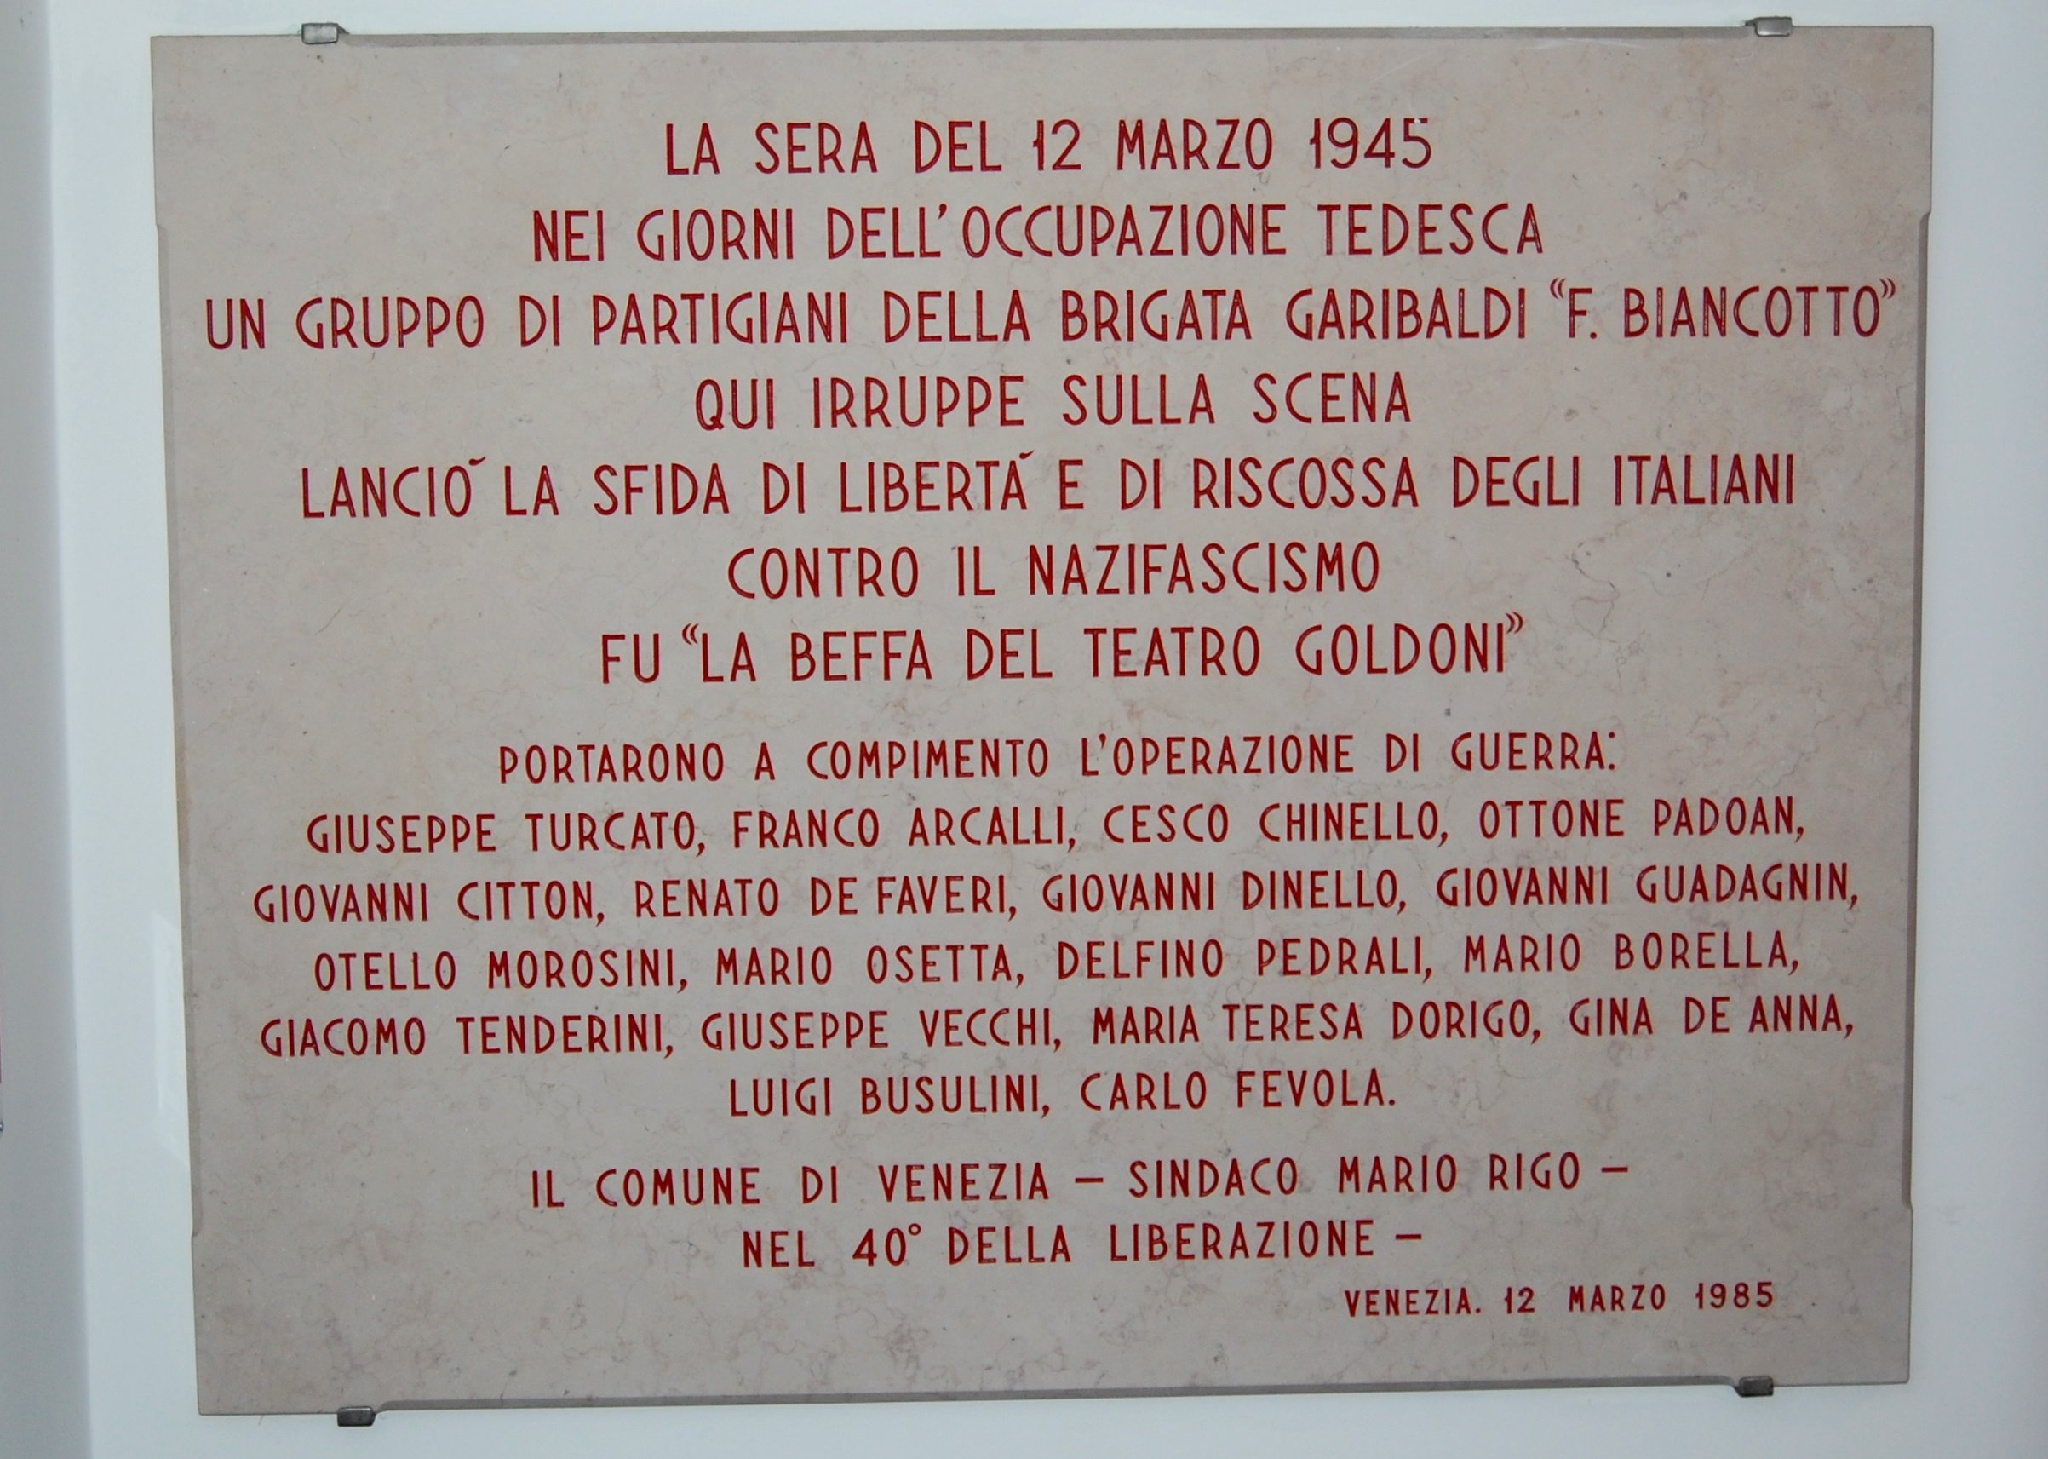 LA SERA DEL 12 MARZO 1945
NEI GIORNI DELL'OCCUPAZIONE TEDESCA
UN GRUPPO DI PARTIGIANI DELLA BRIGATA GARIBALDI “F. BIANCOTTO”
QUI IRRUPPE SULLA SCENA
LANCIÒ LA SFIDA DI LIBERTÀ E DI RISCOSSA DEGLI ITALIANI
CONTRO IL NAZIFASCISMO
FU “LA BEFFA DEL TEATRO GOLDONI”
PORTARONO A COMPIMENTO L'OPERAZIONE DI GUERRA:
GIUSEPPE TURCATO, FRANCO ARCALLI, CESCO CHINELLO, OTTONE PADOAN,
GIOVANNI CITTON, RENATO DE FAVERI, GIOVANNI DINELLO, GIOVANNI GUADAGNIN,
OTELLO MOROSINI, MARIO OSETTA, DELFINO PEDRALI, MARIO BORELLA,
GIACOMO TENDERINI, GIUSEPPE VECCHI, MARIA TERESA DORIGO, GINA DE ANNA,
LUIGI BUSULINI, CARLO FEVOLA.
IL COMUNE DI VENEZIA – SINDACO MARIO RIGO –
NEL 40° DELLA LIBERAZIONE –
VENEZIA. 12 MARZO 1985